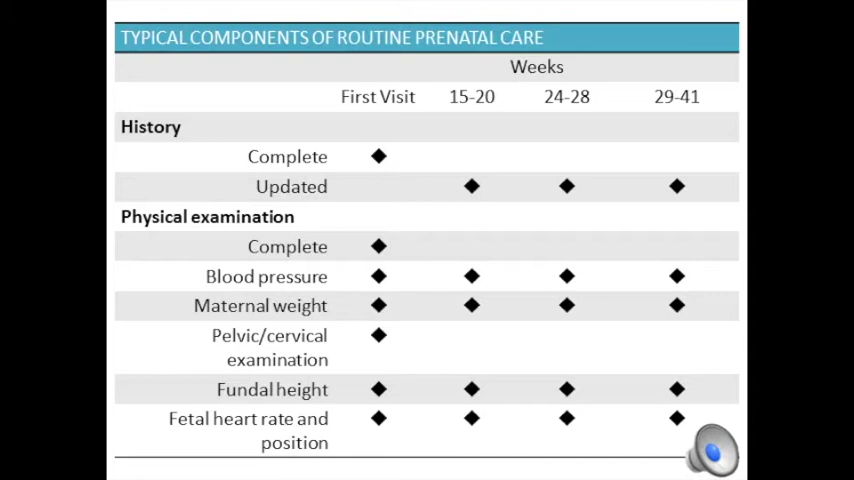 TYPICAL COMPONENTS OF ROUTINE PRENATAL CARE
Weeks
First Visit 15-20 24-28 29-41
History
Complete ◆
Updated ◆ ◆ ◆
Physical examination
Complete ◆
Blood pressure ◆ ◆ ◆ ◆
Maternal weight ◆ ◆ ◆ ◆
Pelvic/cervical ◆
examination
Fundal height ◆ ◆ ◆ ◆
Fetal heart rate and ◆ ◆ ◆ ◆
position